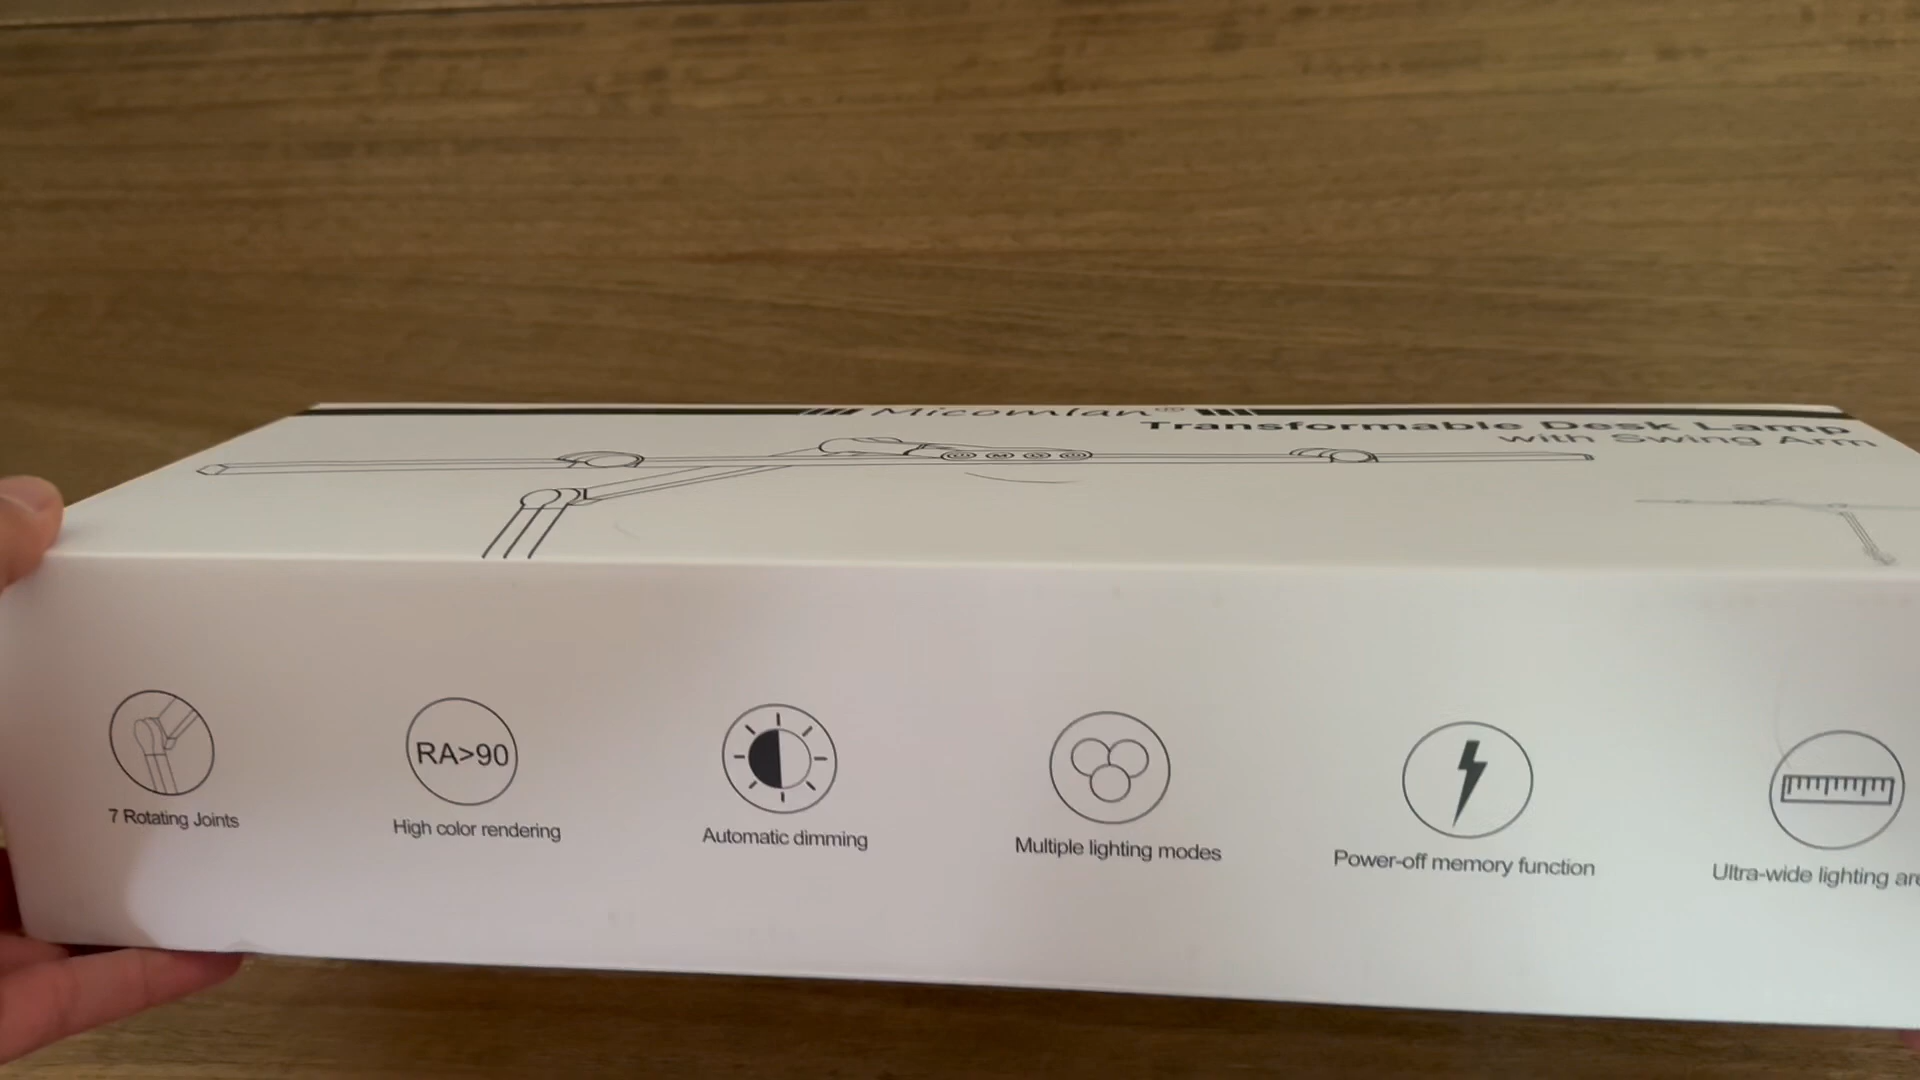 Micomlan®
Transformable Desk Lamp
with Swing Arm
RA>90
7 Rotating Joints
High color rendering
Automatic dimming
Multiple lighting modes
Power-off memory function
Ultra-wide lighting